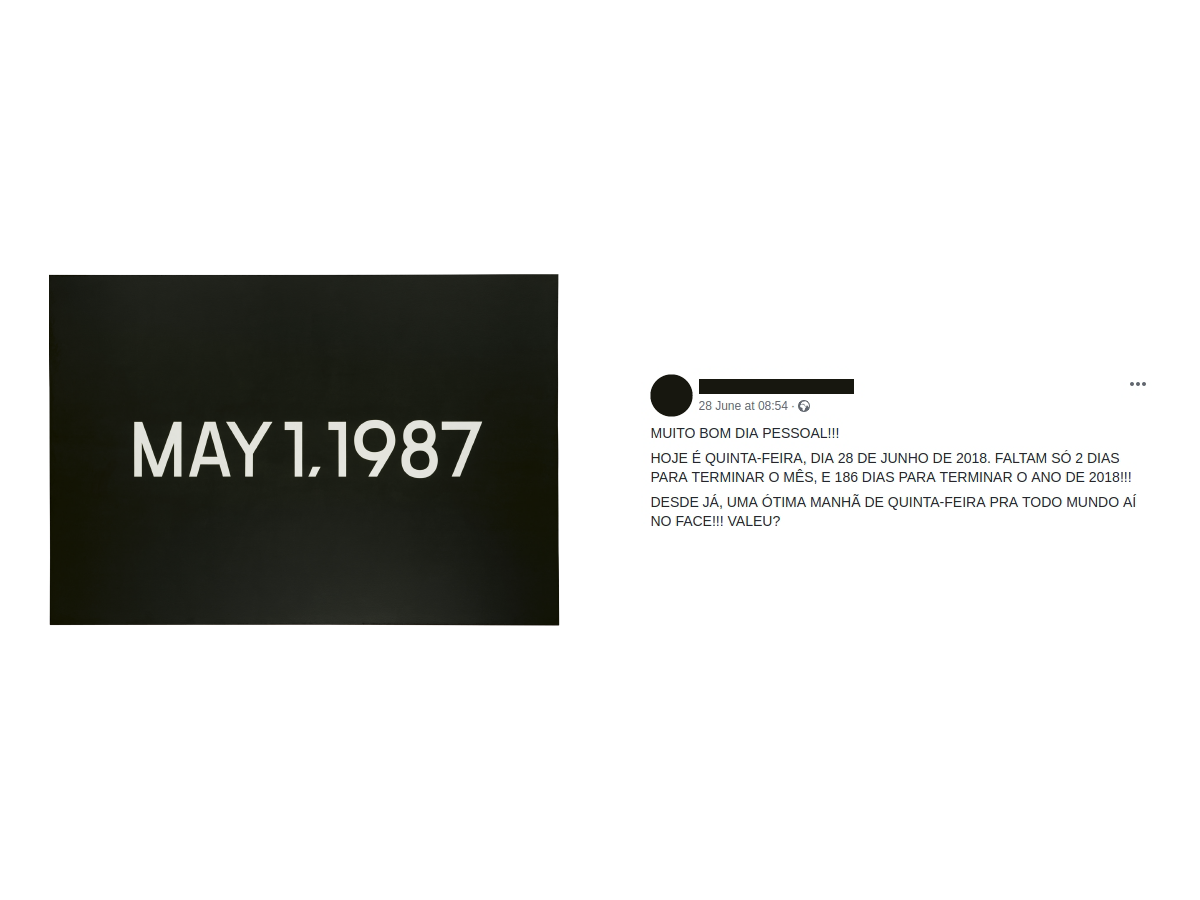 MAY 1,1987
28 June at 08:54 ·
MUITO BOM DIA PESSOAL!!!
HOJE É QUINTA-FEIRA, DIA 28 DE JUNHO DE 2018. FALTAM SÓ 2 DIAS
PARA TERMINAR O MÊS, E 186 DIAS PARA TERMINAR O ANO DE 2018!!!
DESDE JÁ, UMA ÓTIMA MANHÃ DE QUINTA-FEIRA PRA TODO MUNDO AÍ
NO FACE!!! VALEU?